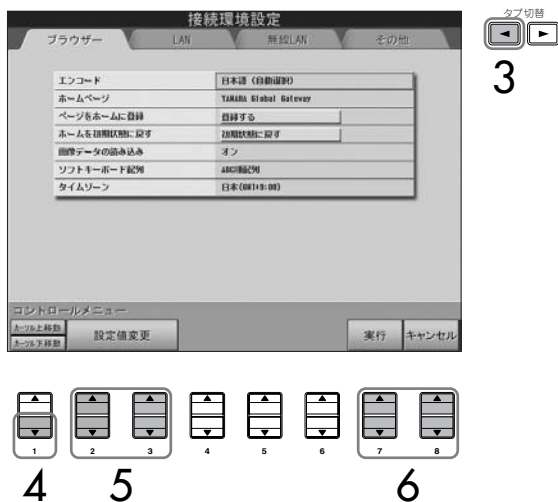 接続環境設定
タブ切替
ブラウザー LAN 無線LAN その他
3
エンコード 日本語 (自動選択)
ホームページ YAMAHA Global Gateway
ページをホームに登録 登録する
ホームを初期状態に戻す 初期状態に戻す
画像データの読み込み オン
ソフトキーボード配列 ABC順配列
タイムゾーン 日本(GMT+9:00)
コントロールメニュー
カーソル上移動
カーソル下移動
設定値変更 実行 キャンセル
1 2 3 4 5 6 7 8
4 5 6